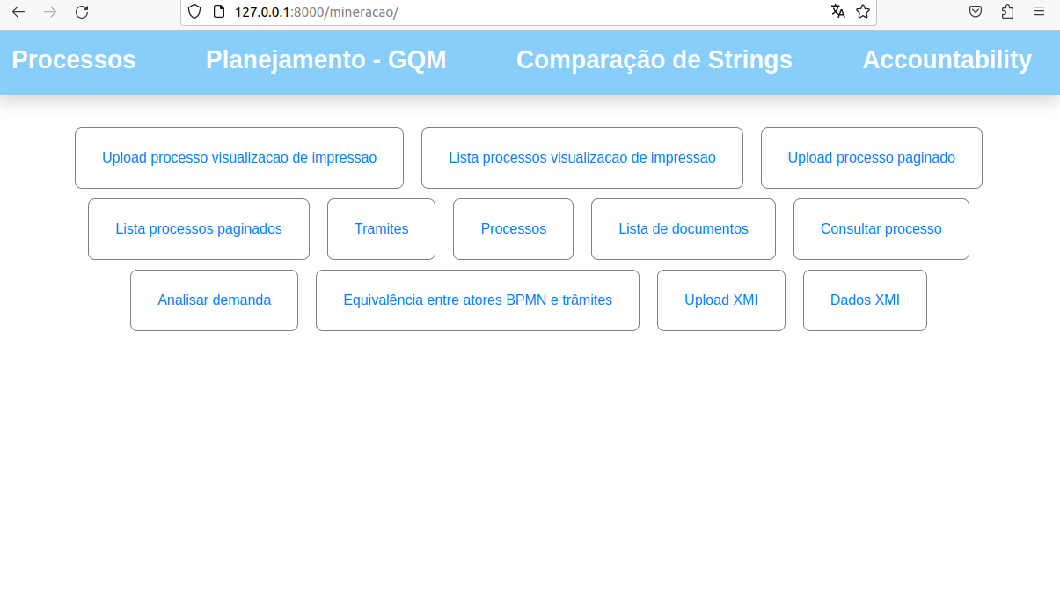 127.0.0.1:8000/mineracao/
Processos Planejamento - GQM Comparação de Strings Accountability
Upload processo visualizacao de impressao Lista processos visualizacao de impressao Upload processo paginado
Lista processos paginados Tramites Processos Lista de documentos Consultar processo
Analisar demanda Equivalência entre atores BPMN e trâmites Upload XMI Dados XMI